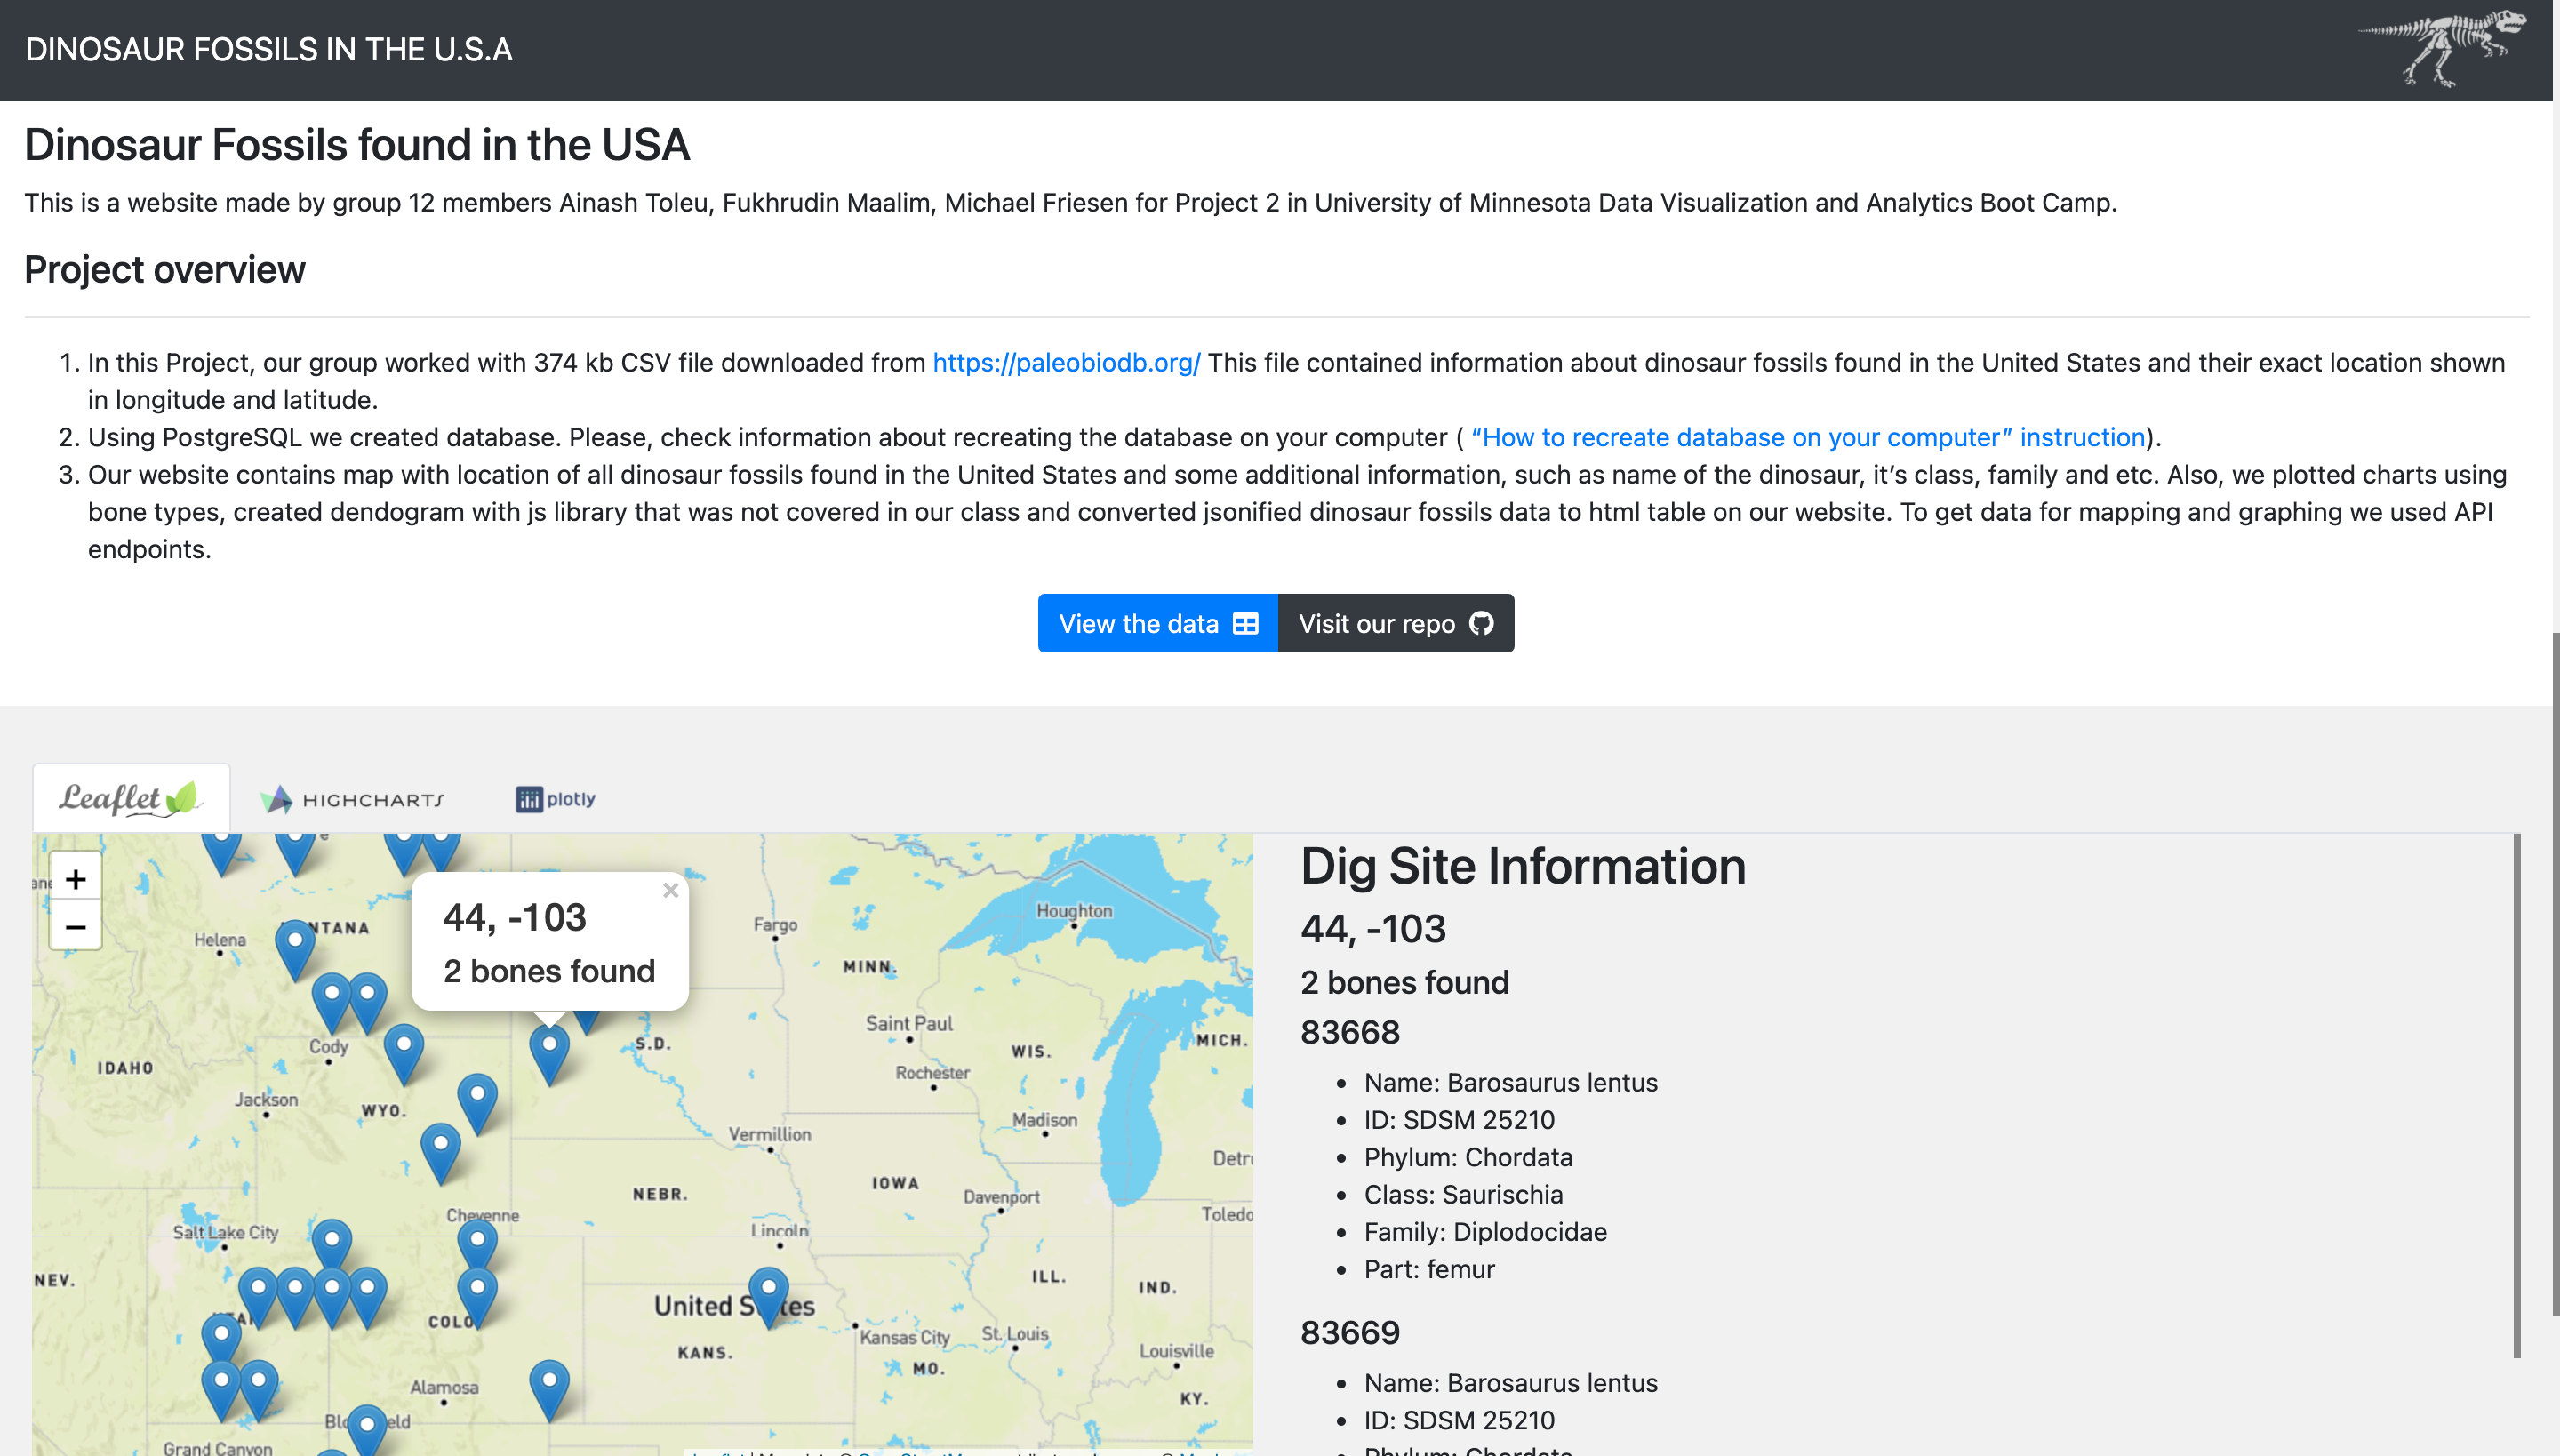 DINOSAUR FOSSILS IN THE U.S.A
Dinosaur Fossils found in the USA
This is a website made by group 12 members Ainash Toleu, Fukhrudin Maalim, Michael Friesen for Project 2 in University of Minnesota Data Visualization and Analytics Boot Camp.
Project overview
1. In this Project, our group worked with 374 kb CSV file downloaded from https://paleobiodb.org/ This file contained information about dinosaur fossils found in the United States and their exact location shown
in longitude and latitude.
2. Using PostgreSQL we created database. Please, check information about recreating the database on your computer ( “How to recreate database on your computer” instruction).
3. Our website contains map with location of all dinosaur fossils found in the United States and some additional information, such as name of the dinosaur, it’s class, family and etc. Also, we plotted charts using
bone types, created dendogram with js library that was not covered in our class and converted jsonified dinosaur fossils data to html table on our website. To get data for mapping and graphing we used API
endpoints.
View the data
Visit our repo
Leaflet
HIGHCHARTS
plotly
+
−
44, -103
2 bones found
×
Helena
Fargo
Houghton
MINN.
Saint Paul
S.D.
WIS.
MICH.
Cody
IDAHO
Rochester
Jackson
WYO.
Madison
Vermillion
IOWA
NEBR.
Davenport
Cheyenne
Toledo
Salt Lake City
Lincoln
NEV.
ILL.
IND.
United
COLO
Kansas City
St. Louis
KANS.
Louisville
MO.
Alamosa
KY.
Grand Canyon
Dig Site Information
44, -103
2 bones found
83668
Name: Barosaurus lentus
ID: SDSM 25210
Phylum: Chordata
Class: Saurischia
Family: Diplodocidae
Part: femur
83669
Name: Barosaurus lentus
ID: SDSM 25210